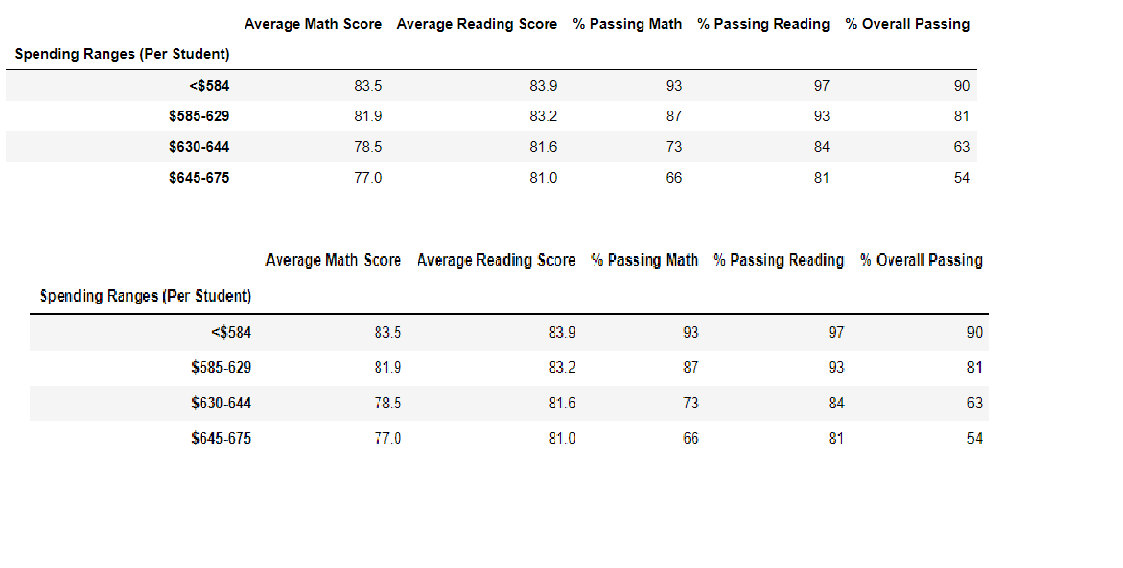 Average Math Score Average Reading Score % Passing Math % Passing Reading % Overall Passing
Spending Ranges (Per Student)
<$584 83.5 83.9 93 97 90
$585-629 81.9 83.2 87 93 81
$630-644 78.5 81.6 73 84 63
$645-675 77.0 81.0 66 81 54
Average Math Score Average Reading Score % Passing Math % Passing Reading % Overall Passing
Spending Ranges (Per Student)
<$584 83.5 83.9 93 97 90
$585-629 81.9 83.2 87 93 81
$630-644 78.5 81.6 73 84 63
$645-675 77.0 81.0 66 81 54